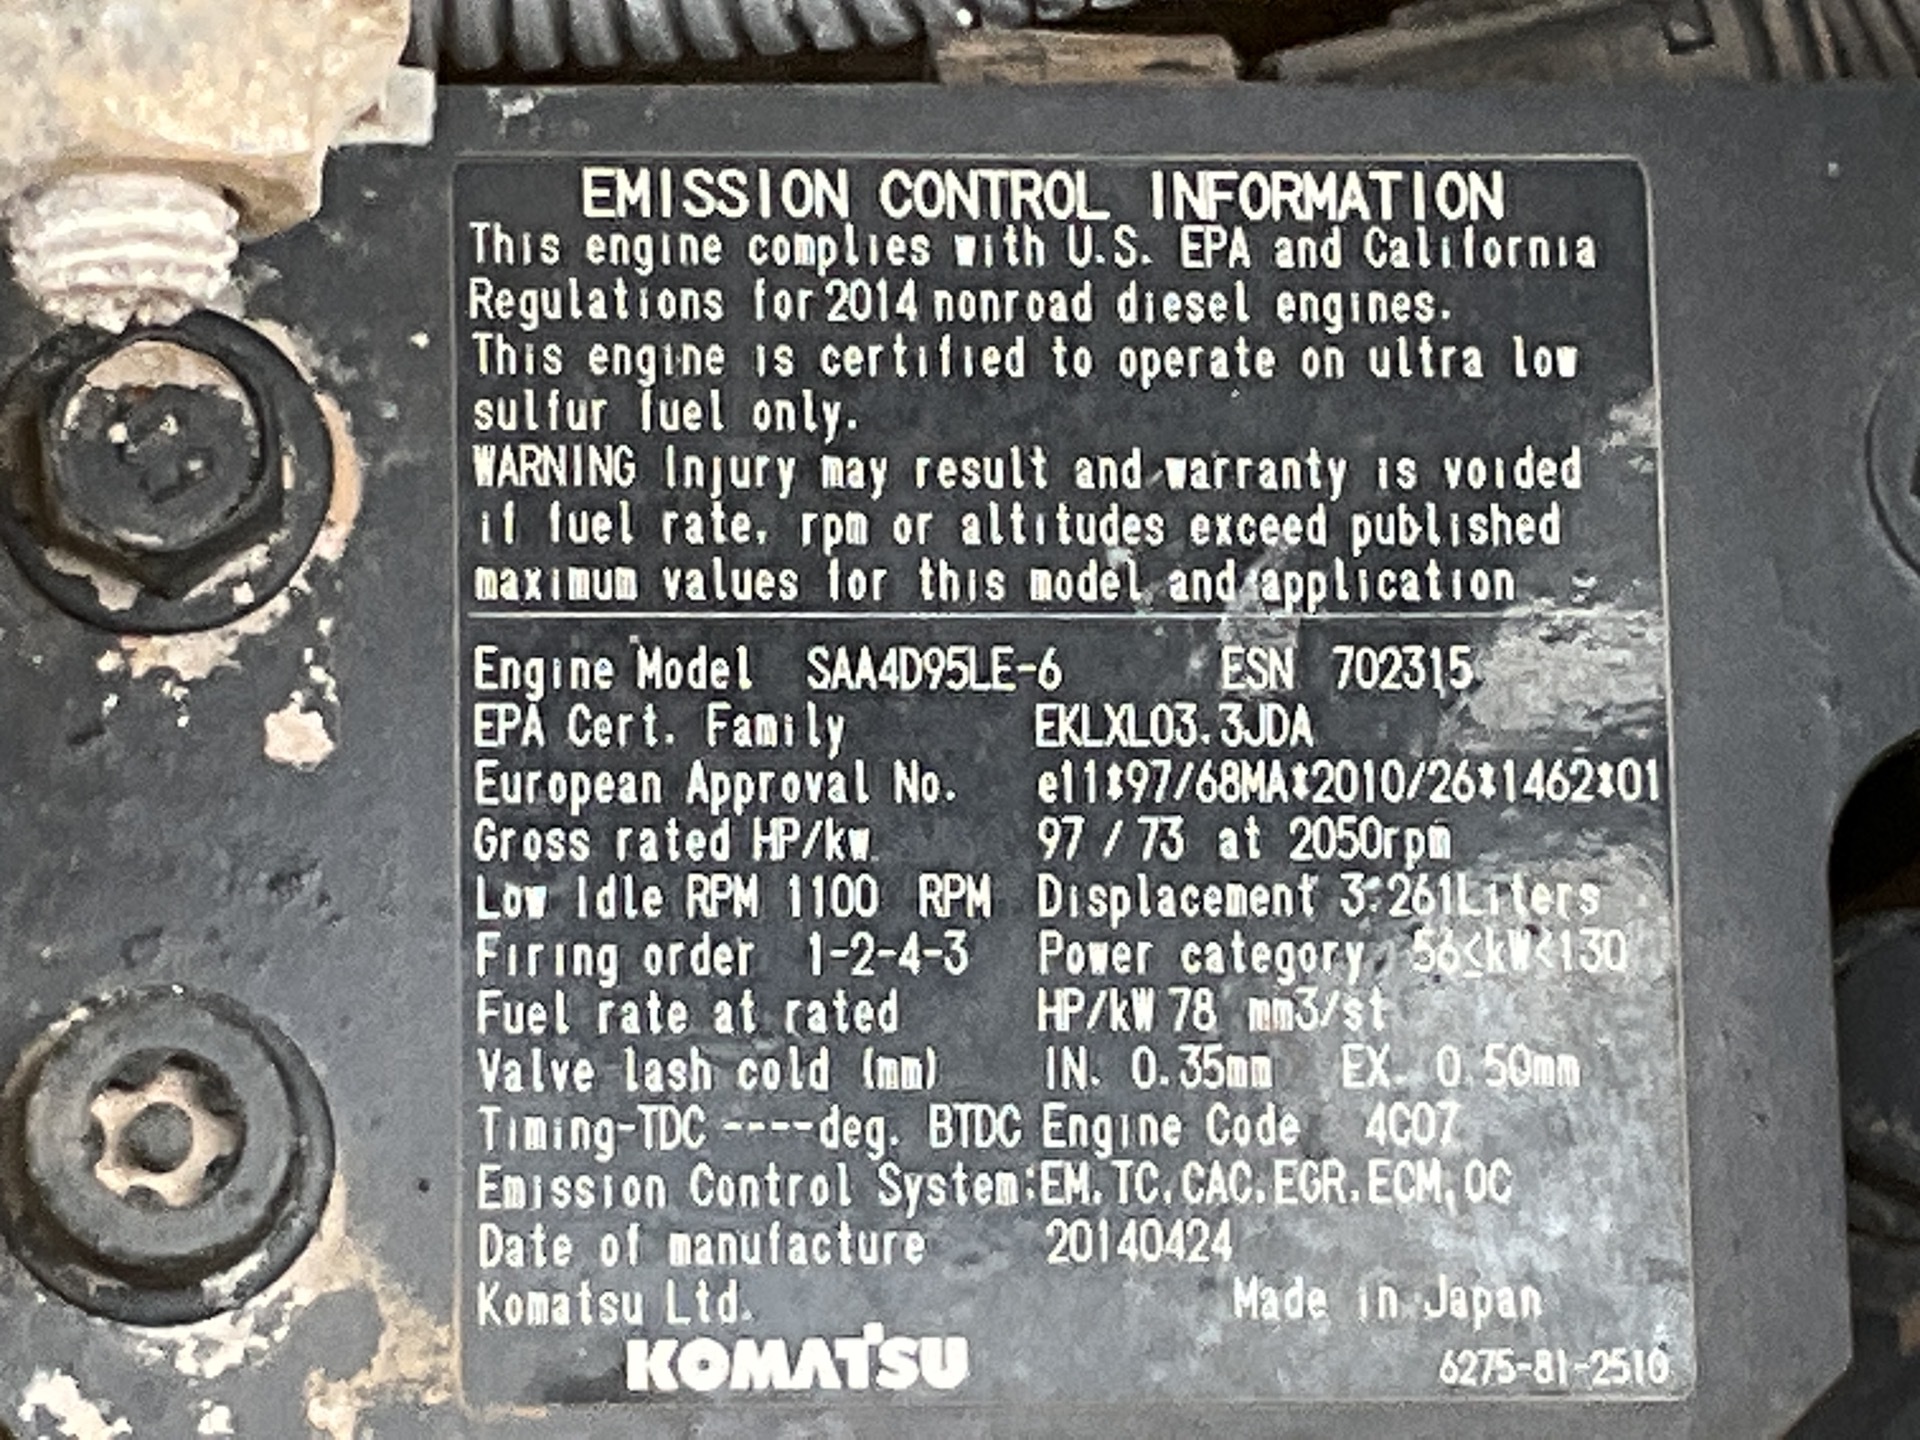 EMISSION CONTROL INFORMATION
This engine complies with U.S. EPA and California
Regulations for 2014 nonroad diesel engines.
This engine is certified to operate on ultra low
sulfur fuel only.
WARNING Injury may result and warranty is voided
if fuel rate, rpm or altitudes exceed published
maximum values for this model and application
Engine Model SAA4D95LE-6 ESN 702315
EPA Cert. Family EKLXL03.3JDA
European Approval No. e11*97/68MA*2010/26*1462*01
Gross rated HP/kw 97 / 73 at 2050rpm
Low Idle RPM 1100 RPM Displacement 3.261Liters
Firing order 1-2-4-3 Power category 56≤kW<130
Fuel rate at rated HP/kW 78 mm3/st
Valve lash cold (mm) IN. 0.35mm EX. 0.50mm
Timing-TDC ----deg. BTDC Engine Code 4G07
Emission Control System:EM,TC,CAC,EGR,ECM,OC
Date of manufacture 20140424
Komatsu Ltd. Made in Japan
KOMATSU
6275-81-2510